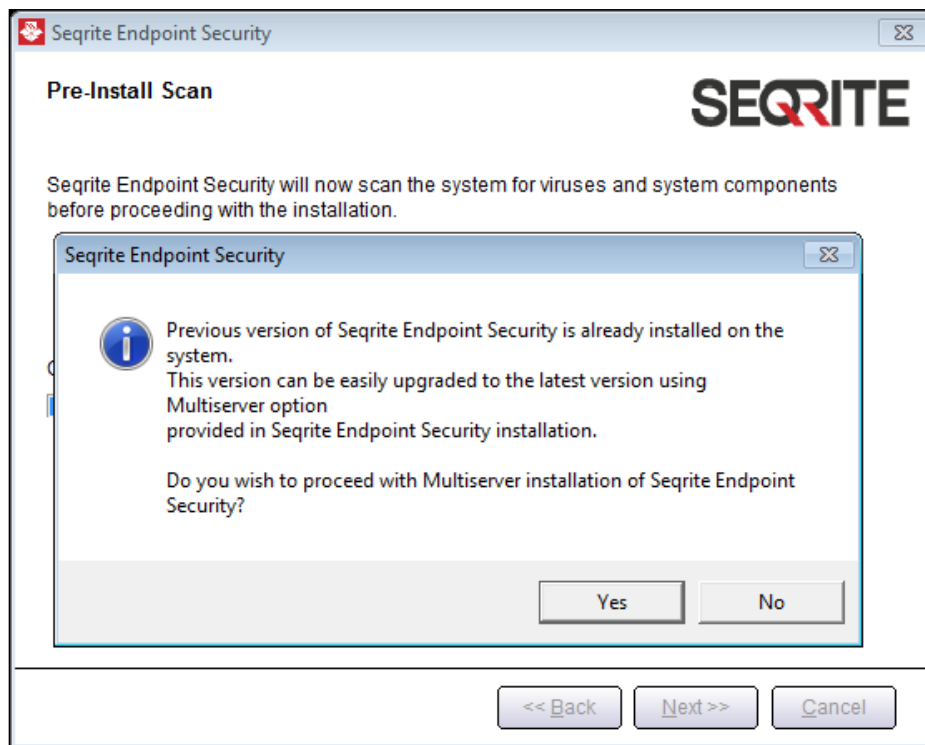 Seqrite Endpoint Security
Pre-Install Scan
SEQRITE
Seqrite Endpoint Security will now scan the system for viruses and system components
before proceeding with the installation.
Seqrite Endpoint Security
Previous version of Seqrite Endpoint Security is already installed on the
system.
This version can be easily upgraded to the latest version using
Multiserver option
provided in Seqrite Endpoint Security installation.
Do you wish to proceed with Multiserver installation of Seqrite Endpoint
Security?
Yes
No
<< Back
Next >>
Cancel